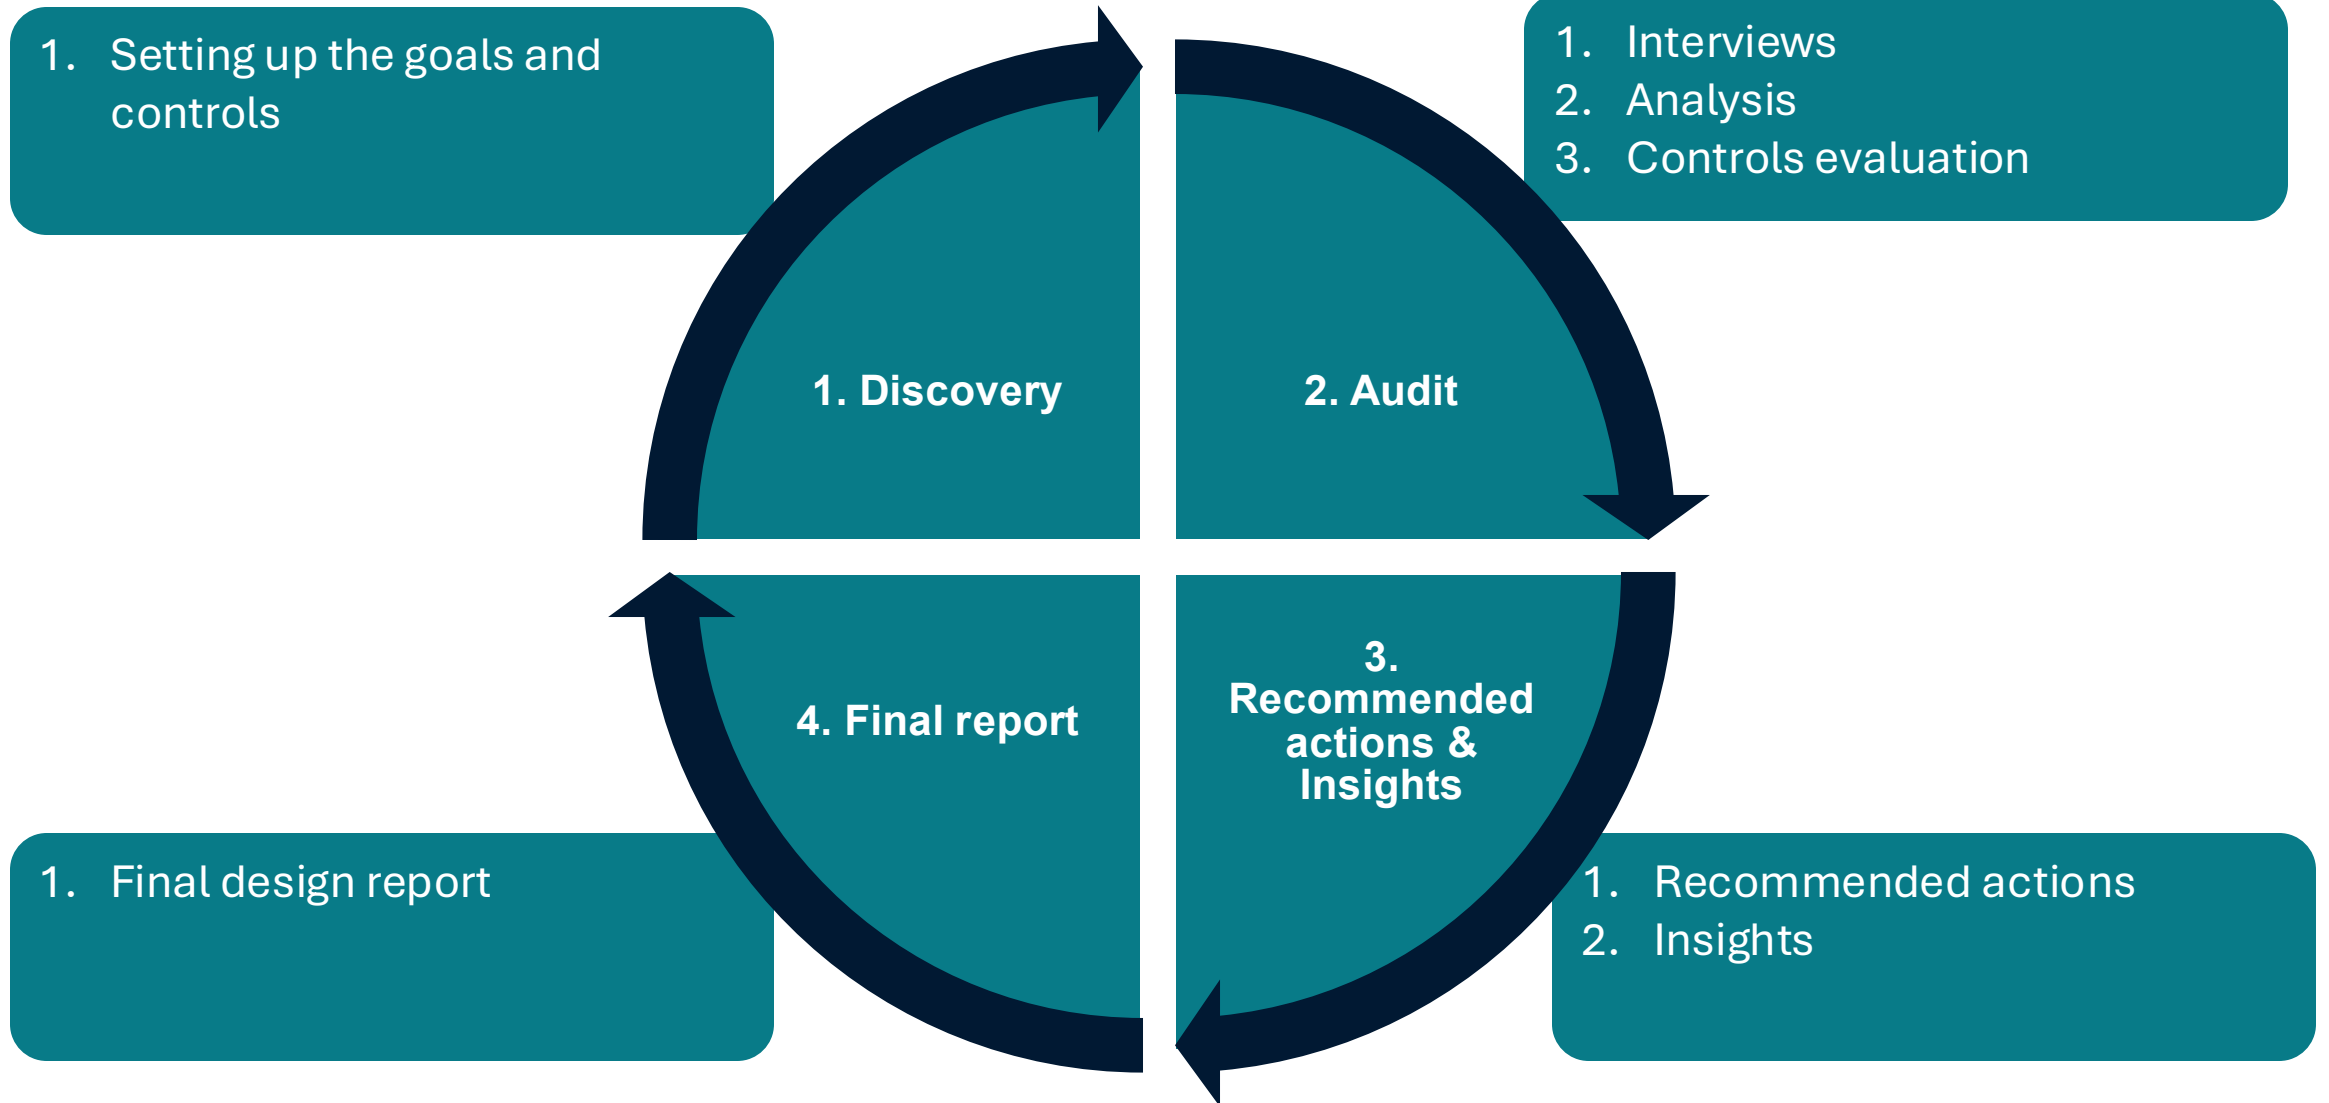 1. Setting up the goals and
controls
1. Interviews
2. Analysis
3. Controls evaluation
1. Discovery
2. Audit
3.
Recommended
actions &
Insights
4. Final report
1. Final design report
1. Recommended actions
2. Insights